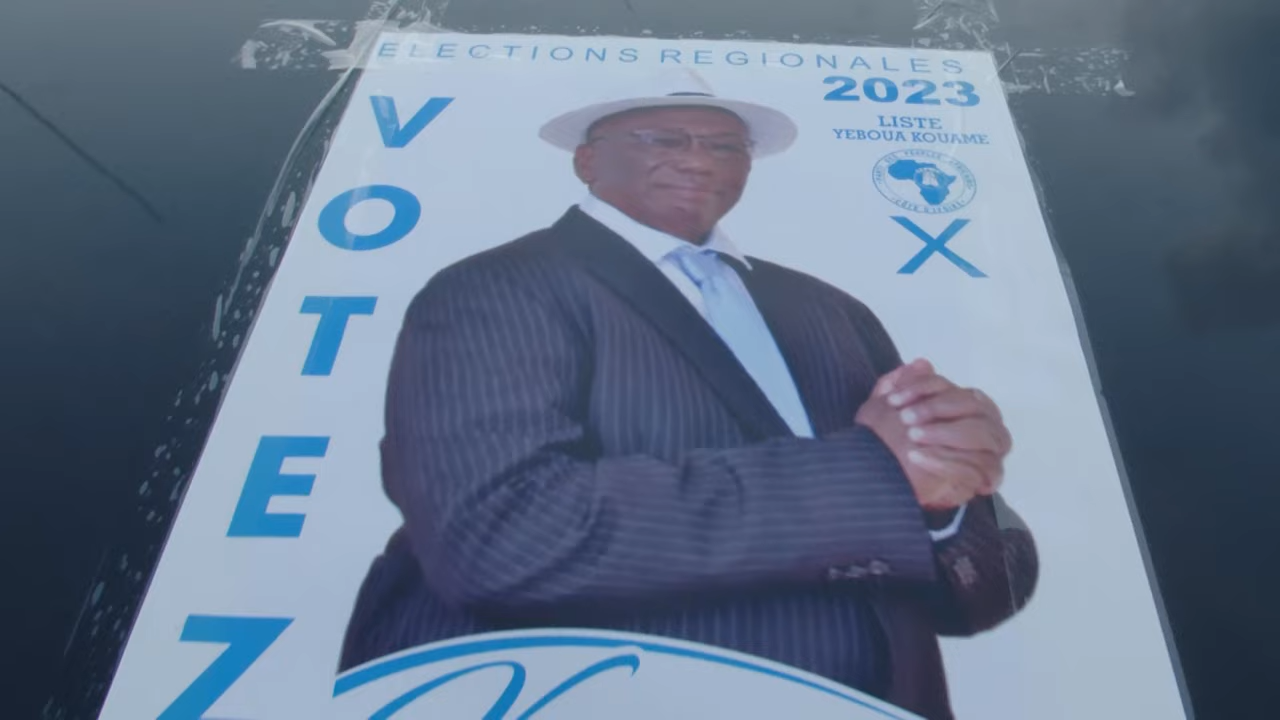 ELECTIONS REGIONALES
2023
LISTE
YEBOUA KOUAME
X
VOTEZ